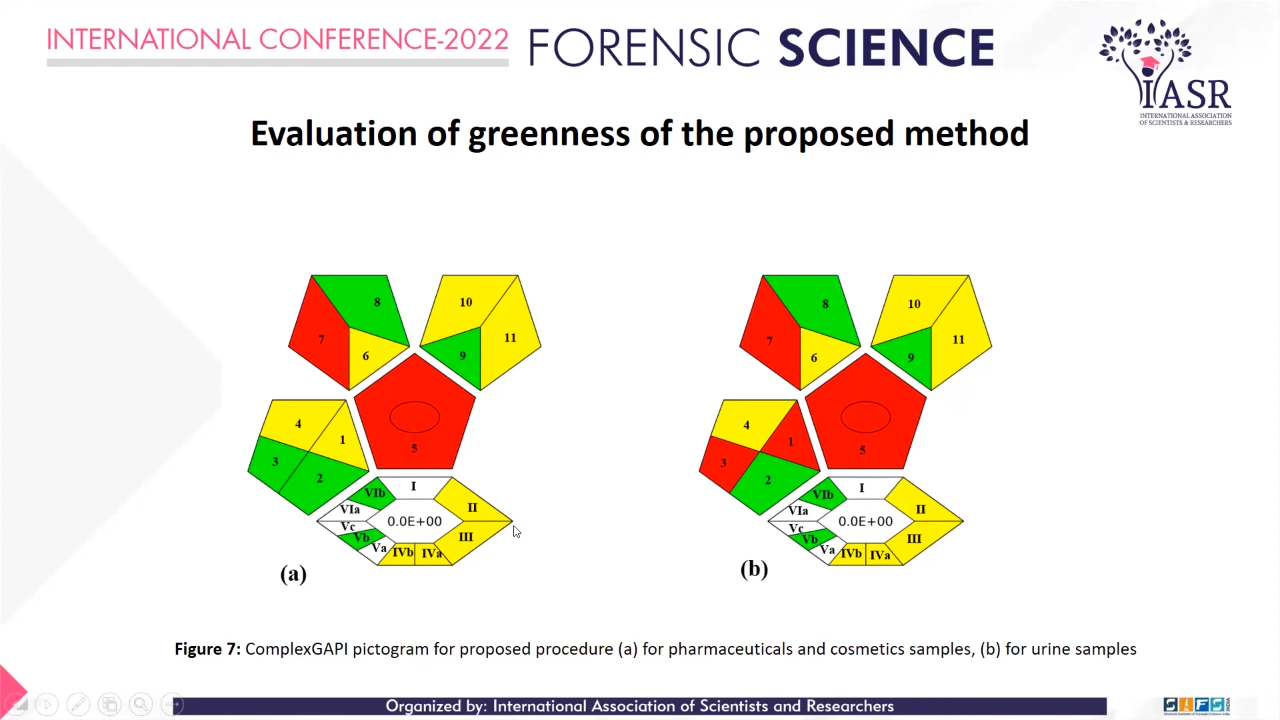 INTERNATIONAL CONFERENCE-2022 FORENSIC SCIENCE
IASR
INTERNATIONAL ASSOCIATION
OF SCIENTISTS & RESEARCHERS
Evaluation of greenness of the proposed method
8
7
6
10
11
9
4
1
3
2
5
I
VIb
II
VIa
0.0E+00
Vc
Vb
III
Va
IVb
IVa
(a)
8
7
6
10
11
9
4
1
3
2
5
I
VIb
II
VIa
0.0E+00
Vc
Vb
III
Va
IVb
IVa
(b)
Figure 7: ComplexGAPI pictogram for proposed procedure (a) for pharmaceuticals and cosmetics samples, (b) for urine samples
Organized by: International Association of Scientists and Researchers
SIFS
INDIA